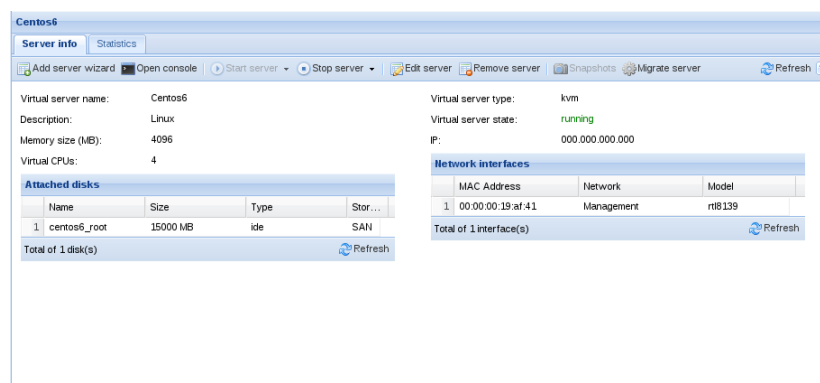 Centos6
Server info Statistics
Add server wizard Open console Start server Stop server Edit server Remove server Snapshots Migrate server Refresh
Virtual server name: Centos6 Virtual server type: kvm
Description: Linux Virtual server state: running
Memory size (MB): 4096 IP: 000.000.000.000
Virtual CPUs: 4
Network interfaces
Attached disks
MAC Address Network Model
Name Size Type Stor...
1 00:00:00:19:af:41 Management rtl8139
1 centos6_root 15000 MB ide SAN
Total of 1 interface(s) Refresh
Total of 1 disk(s) Refresh